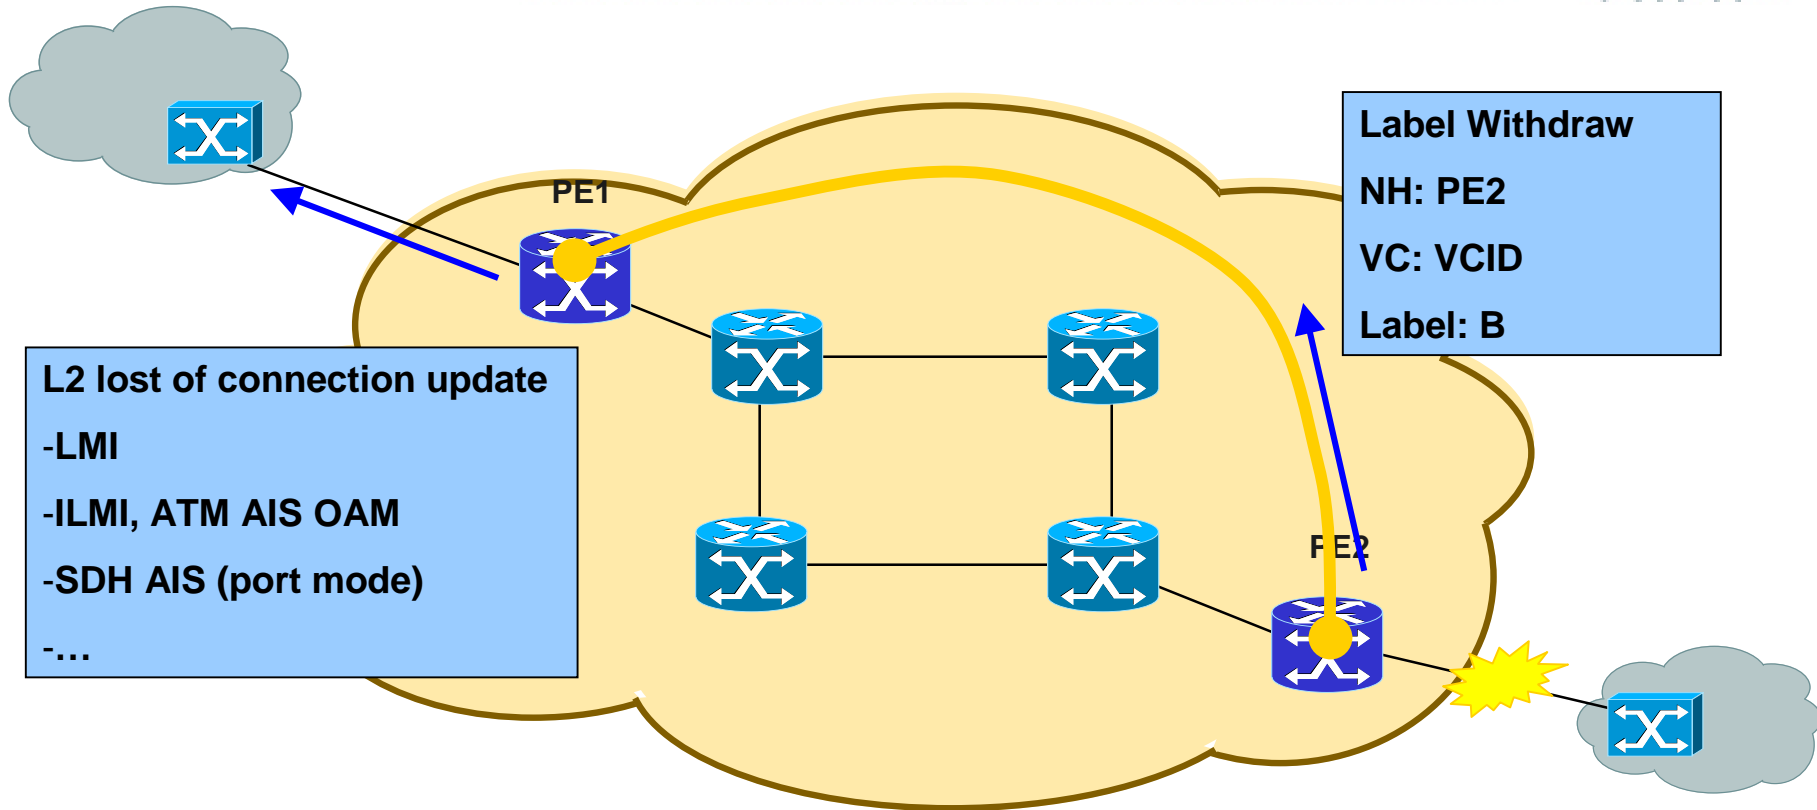 PE1
Label Withdraw
NH: PE2
VC: VCID
Label: B
L2 lost of connection update
-LMI
-ILMI, ATM AIS OAM
-SDH AIS (port mode)
-…
PE2